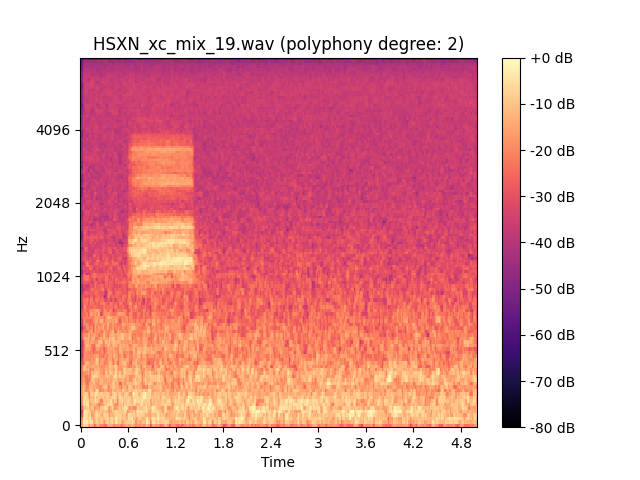 HSXN_xc_mix_19.wav (polyphony degree: 2)
Hz
4096
2048
1024
512
0
0 0.6 1.2 1.8 2.4 3 3.6 4.2 4.8
Time
+0 dB
-10 dB
-20 dB
-30 dB
-40 dB
-50 dB
-60 dB
-70 dB
-80 dB